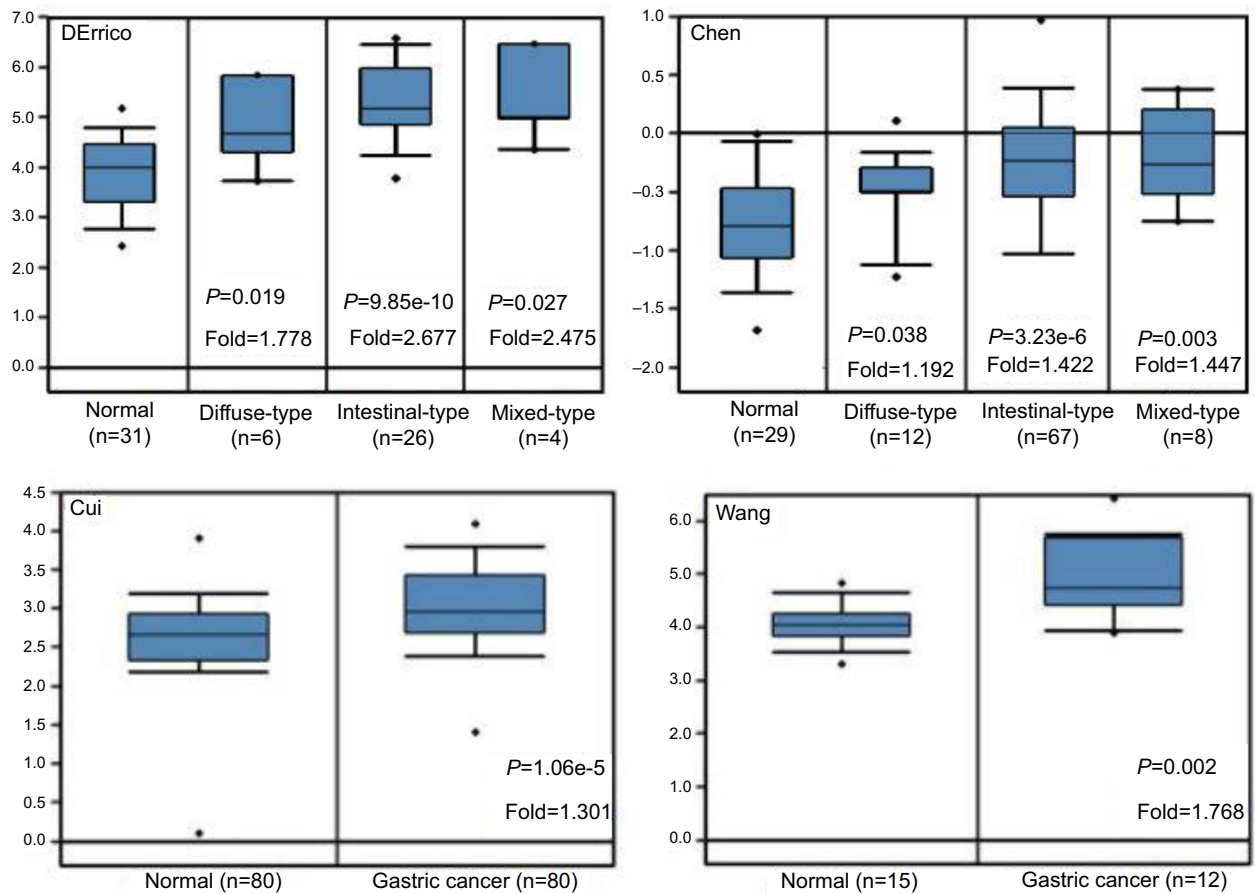 7.0
6.0
5.0
4.0
3.0
2.0
1.0
0.0
DErrico
P=0.019
Fold=1.778
P=9.85e-10
Fold=2.677
P=0.027
Fold=2.475
Normal
(n=31)
Diffuse-type
(n=6)
Intestinal-type
(n=26)
Mixed-type
(n=4)
1.0
0.5
0.0
−0.3
−1.0
−1.5
−2.0
Chen
P=0.038
Fold=1.192
P=3.23e-6
Fold=1.422
P=0.003
Fold=1.447
Normal
(n=29)
Diffuse-type
(n=12)
Intestinal-type
(n=67)
Mixed-type
(n=8)
4.5
4.0
3.5
3.0
2.5
2.0
1.5
1.0
0.5
0.0
Cui
P=1.06e-5
Fold=1.301
Normal (n=80)
Gastric cancer (n=80)
6.0
5.0
4.0
3.0
2.0
1.0
0.0
Wang
P=0.002
Fold=1.768
Normal (n=15)
Gastric cancer (n=12)